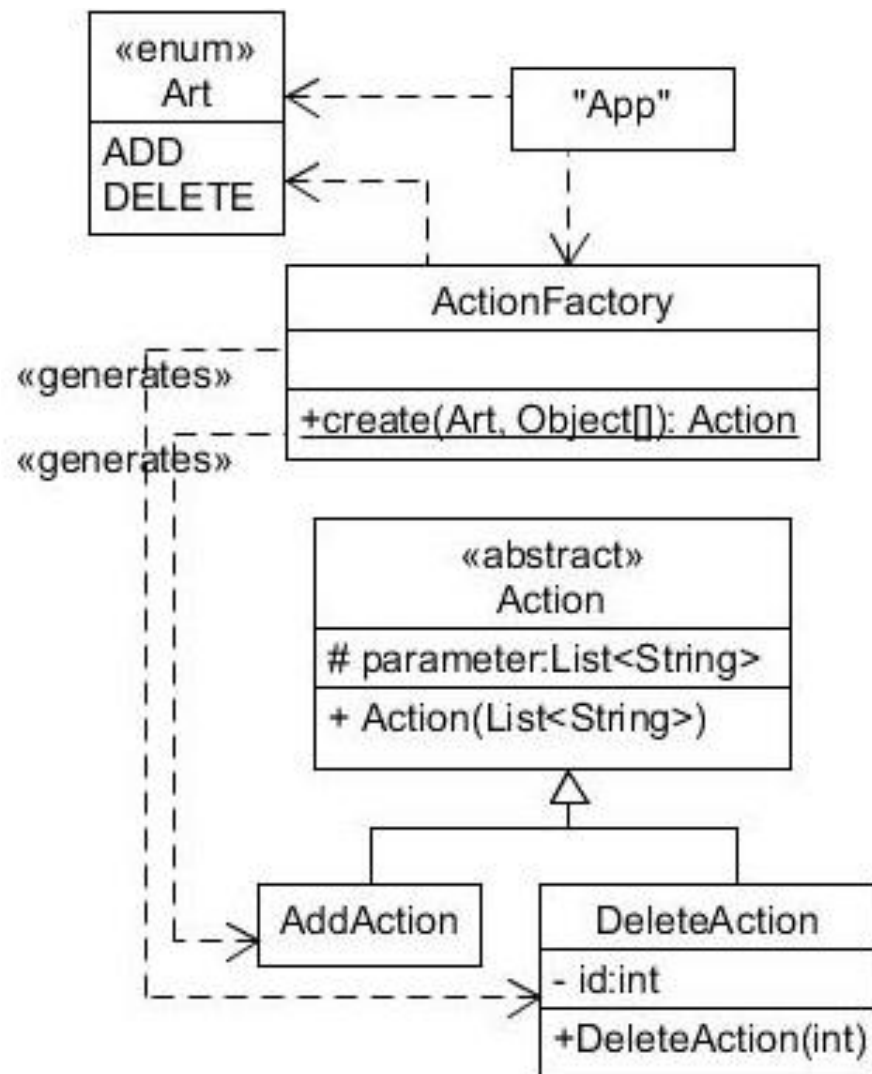 «enum»
Art
ADD
DELETE
"App"
ActionFactory
+create(Art, Object[]): Action
«generates»
«generates»
«abstract»
Action
# parameter:List<String>
+ Action(List<String>)
AddAction
DeleteAction
- id:int
+DeleteAction(int)